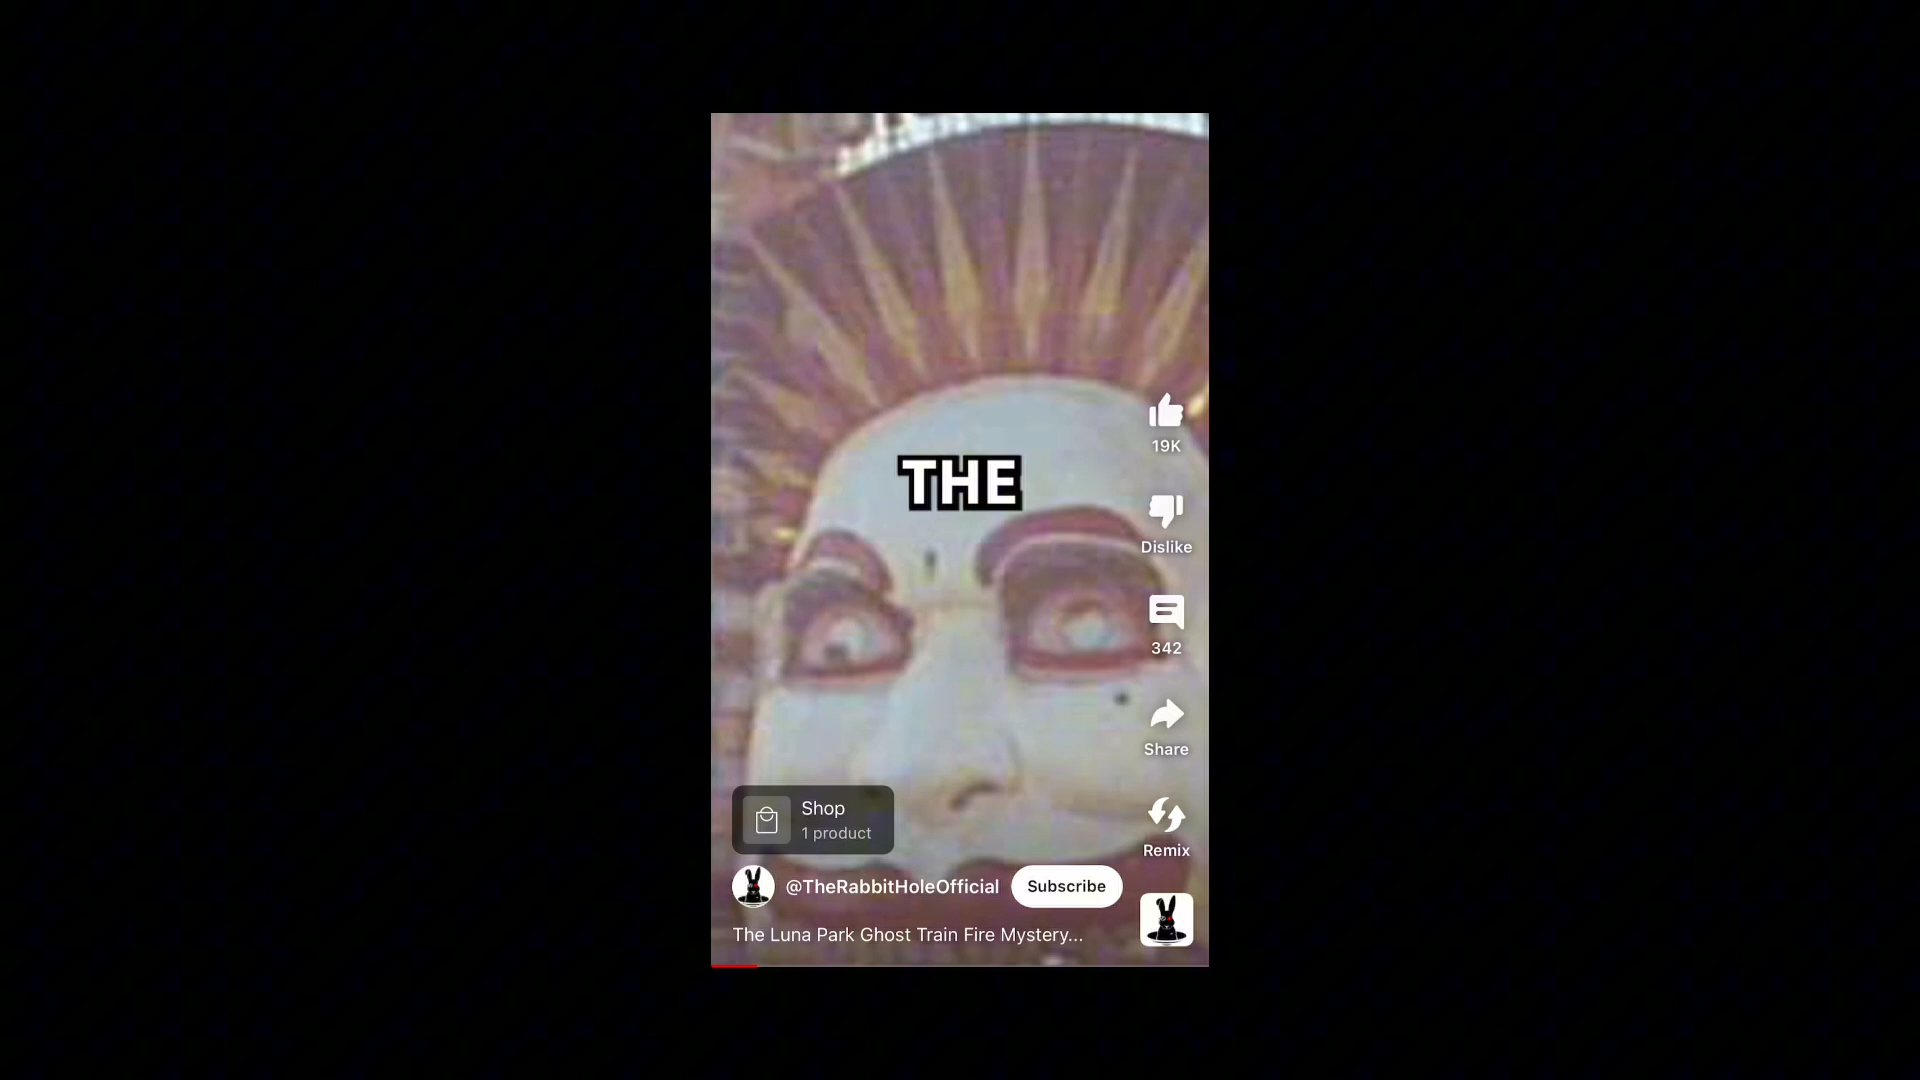 THE
19K
Dislike
342
Share
Remix
Shop
1 product
@TheRabbitHoleOfficial
Subscribe
The Luna Park Ghost Train Fire Mystery...